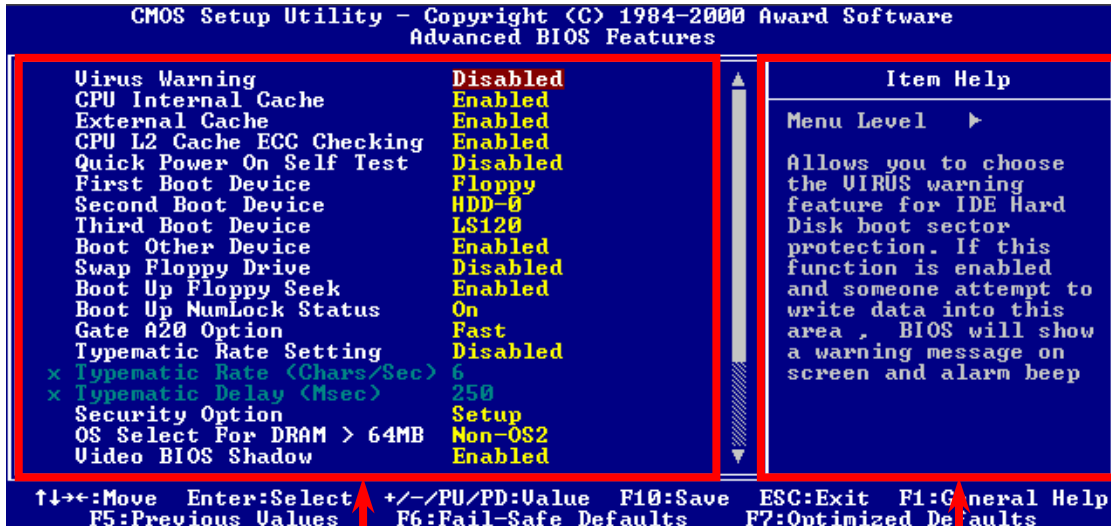 CMOS Setup Utility – Copyright (C) 1984–2000 Award Software
Advanced BIOS Features
Virus Warning Disabled
CPU Internal Cache Enabled
External Cache Enabled
CPU L2 Cache ECC Checking Enabled
Quick Power On Self Test Disabled
First Boot Device Floppy
Second Boot Device HDD-0
Third Boot Device LS120
Boot Other Device Enabled
Swap Floppy Drive Disabled
Boot Up Floppy Seek Enabled
Boot Up NumLock Status On
Gate A20 Option Fast
Typematic Rate Setting Disabled
x Typematic Rate (Chars/Sec) 6
x Typematic Delay (Msec) 250
Security Option Setup
OS Select For DRAM > 64MB Non-OS2
Video BIOS Shadow Enabled
Item Help
Menu Level ▶
Allows you to choose
the VIRUS warning
feature for IDE Hard
Disk boot sector
protection. If this
function is enabled
and someone attempt to
write data into this
area , BIOS will show
a warning message on
screen and alarm beep
↑↓→←:Move Enter:Select +/-/PU/PD:Value F10:Save ESC:Exit F1:General Help
F5:Previous Values F6:Fail-Safe Defaults F7:Optimized Defaults